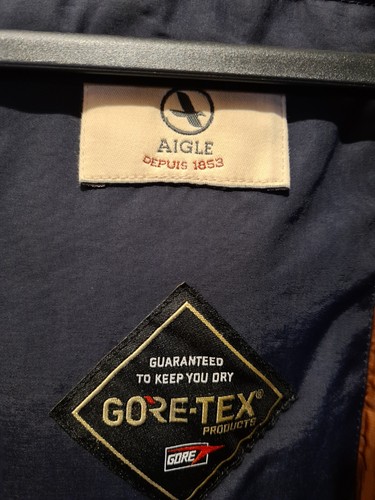 AIGLE
DEPUIS 1853
GUARANTEED
TO KEEP YOU DRY
GORE-TEX®
PRODUCTS
GORE